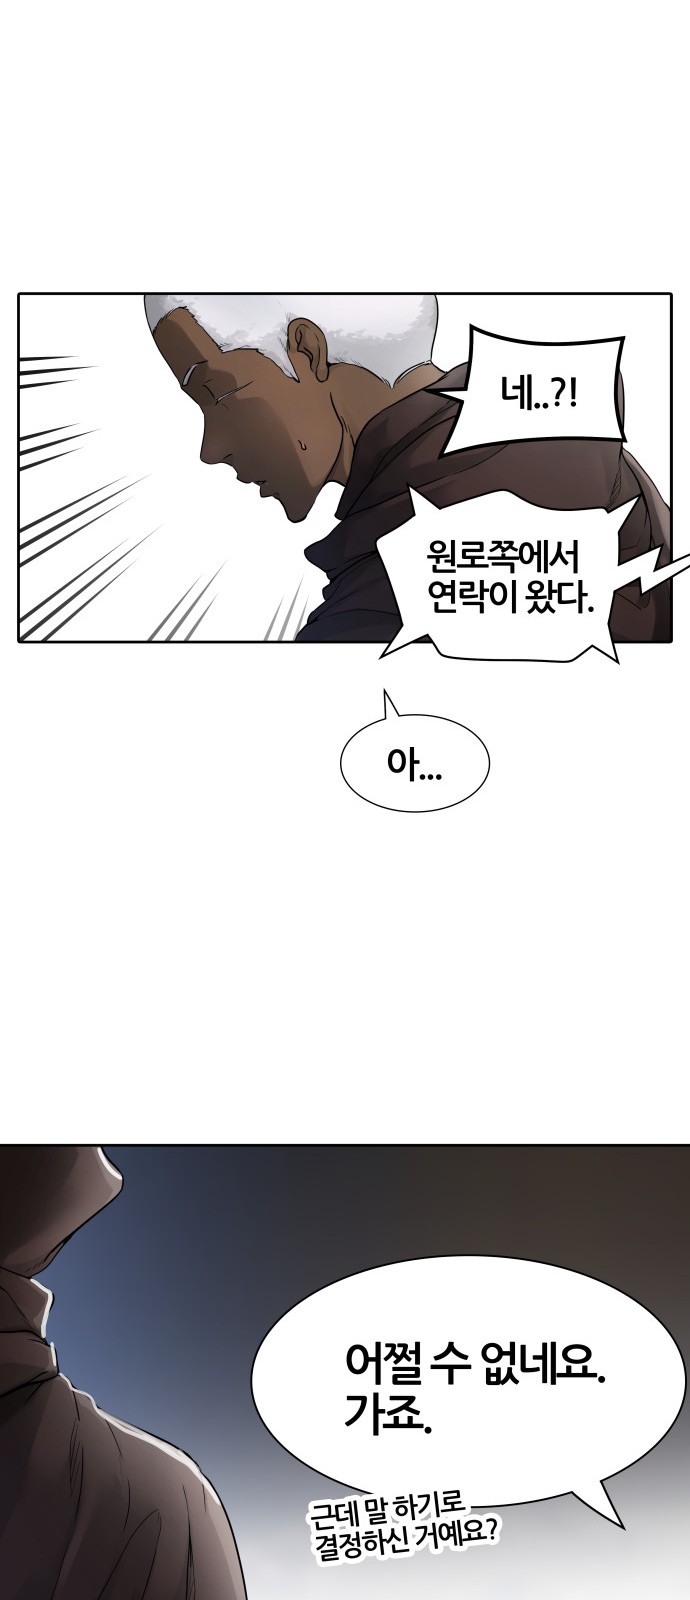 네..?!
원로쪽에서
연락이 왔다.
아...
어쩔 수 없네요.
가죠.
근데 말 하기로
결정하신 거예요?